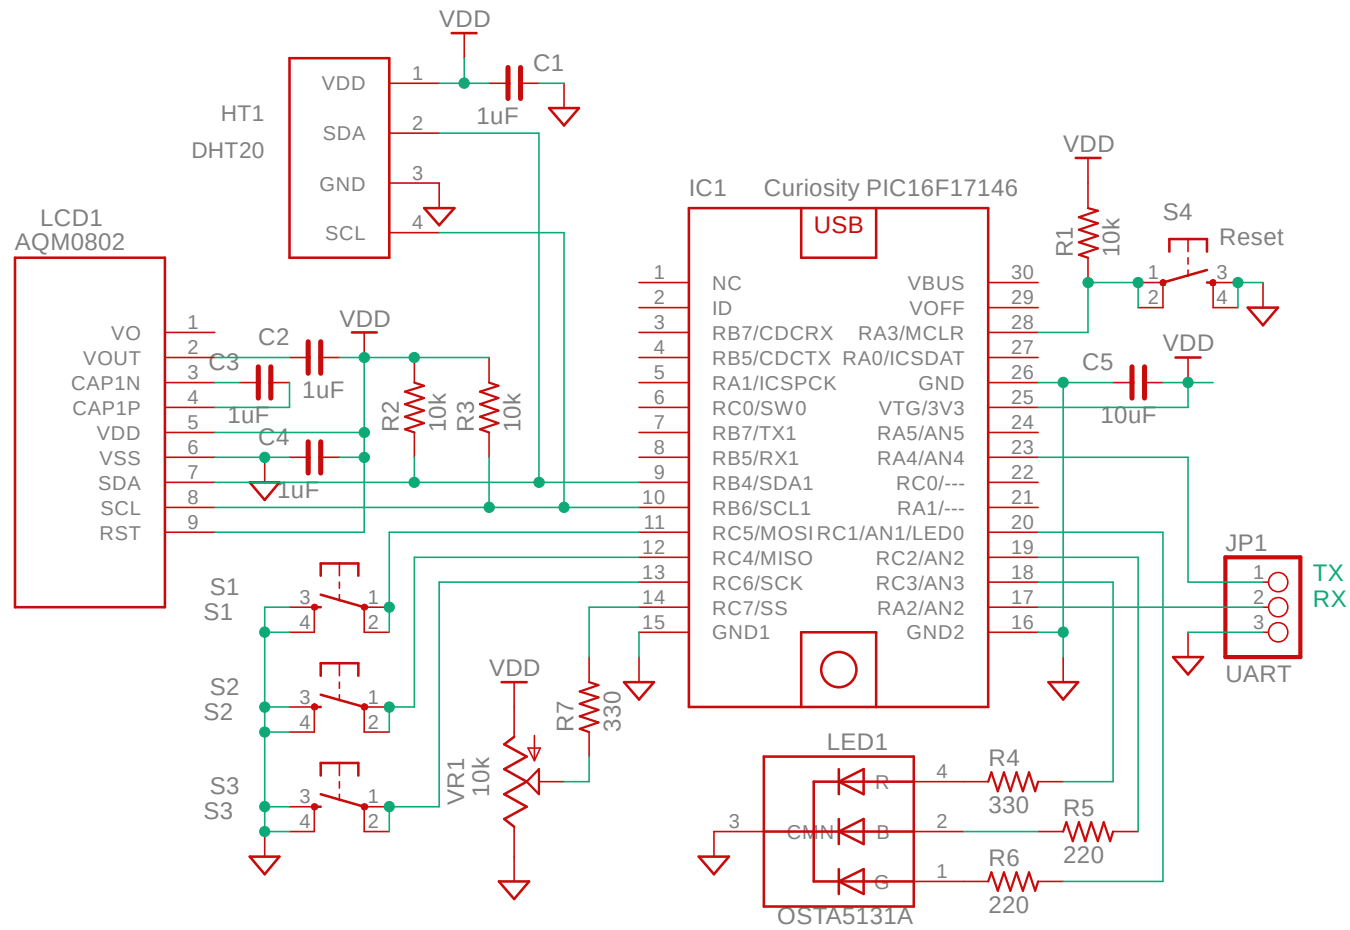 VDD
C1
1uF
HT1
DHT20
VDD 1
SDA 2
GND 3
SCL 4
LCD1
AQM0802
VO 1
VOUT 2
CAP1N 3
CAP1P 4
VDD 5
VSS 6
SDA 7
SCL 8
RST 9
C2
1uF
C3
1uF
C4
1uF
VDD
R2
10k
R3
10k
IC1
Curiosity PIC16F17146
USB
1 NC
2 ID
3 RB7/CDCRX
4 RB5/CDCTX
5 RA1/ICSPCK
6 RC0/SW0
7 RB7/TX1
8 RB5/RX1
9 RB4/SDA1
10 RB6/SCL1
11 RC5/MOSI
12 RC4/MISO
13 RC6/SCK
14 RC7/SS
15 GND1
VBUS 30
VOFF 29
RA3/MCLR 28
RA0/ICSDAT 27
GND 26
VTG/3V3 25
RA5/AN5 24
RA4/AN4 23
RC0/--- 22
RA1/--- 21
RC1/AN1/LED0 20
RC2/AN2 19
RC3/AN3 18
RA2/AN2 17
GND2 16
VDD
R1
10k
S4
Reset
1 3
2 4
VDD
C5
10uF
JP1
1 TX
2 RX
3
UART
S1
S1
3 1
4 2
S2
S2
3 1
4 2
S3
S3
3 1
4 2
VDD
VR1
10k
R7
330
LED1
R 4
CMN 3
B 2
G 1
OSTA5131A
R4
330
R5
220
R6
220